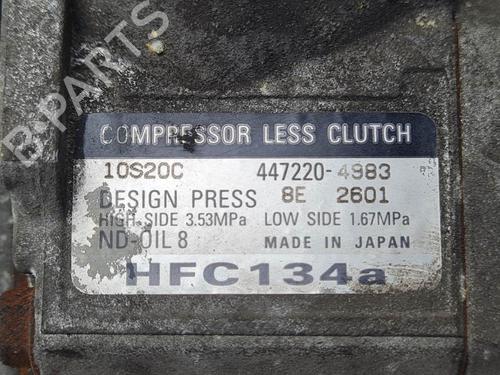 B-PARTS
COMPRESSOR LESS CLUTCH
10S20C 447220-4983
DESIGN PRESS 8E 2601
HIGH SIDE 3.53MPa LOW SIDE 1.67MPa
ND-OIL 8 MADE IN JAPAN
HFC134a